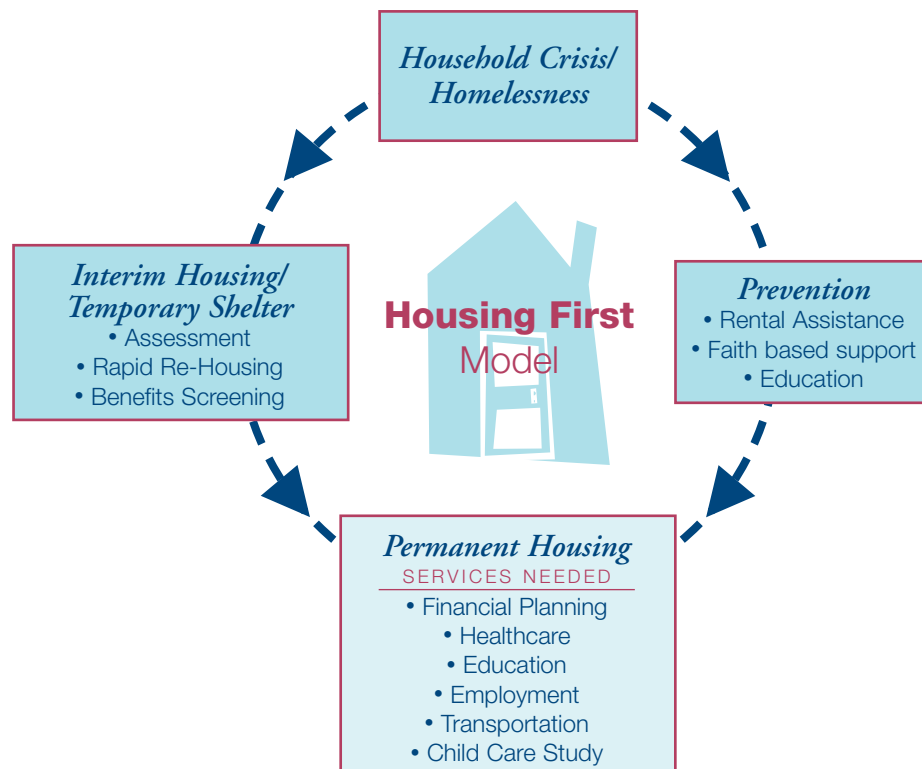 Household Crisis/
Homelessness
Interim Housing/
Temporary Shelter
• Assessment
• Rapid Re-Housing
• Benefits Screening
Housing First
Model
Prevention
• Rental Assistance
• Faith based support
• Education
Permanent Housing
SERVICES NEEDED
• Financial Planning
• Healthcare
• Education
• Employment
• Transportation
• Child Care Study